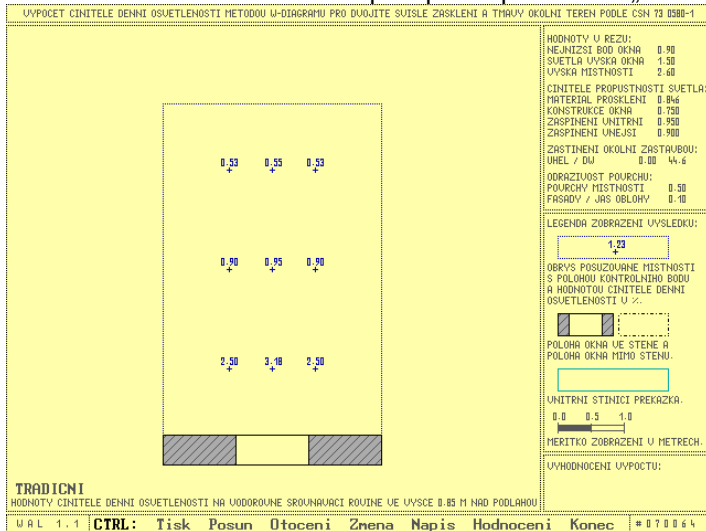 VYPOCET CINITELE DENNI OSVETLENOSTI METODOU W-DIAGRAMU PRO DVOJITE SVISLE ZASKLENI A TMAVY OKOLNI TEREN PODLE CSN 73 0580-1
0.53 0.55 0.53
0.90 0.95 0.90
2.50 3.18 2.50
TRADICNI
HODNOTY CINITELE DENNI OSVETLENOSTI NA VODOROVNE SROVNAVACI ROVINE VE VYSCE 0.85 M NAD PODLAHOU
HODNOTY V REZU:
NEJNIZSI BOD OKNA 0.90
SVETLA VYSKA OKNA 1.50
VYSKA MISTNOSTI 2.60
CINITELE PROPUSTNOSTI SVETLA:
MATERIAL PROSKLENI 0.846
KONSTRUKCE OKNA 0.750
ZASPINENI VNITRNI 0.950
ZASPINENI VNEJSI 0.900
ZASTINENI OKOLNI ZASTAVBOU:
UHEL / DW 0.00 44.6
ODRAZIVOST POVRCHU:
POVRCHY MISTNOSTI 0.50
FASADY / JAS OBLOHY 0.10
LEGENDA ZOBRAZENI VYSLEDKU:
1.23
OBRYS POSUZOVANE MISTNOSTI
S POLOHOU KONTROLNIHO BODU
A HODNOTOU CINITELE DENNI
OSVETLENOSTI V %.
POLOHA OKNA VE STENE A
POLOHA OKNA MIMO STENU.
VNITRNI STINICI PREKAZKA.
0.0 0.5 1.0
MERITKO ZOBRAZENI V METRECH.
VYHODNOCENI VYPOCTU:
WAL 1.1 CTRL: Tisk Posun Otoceni Zmena Napis Hodnoceni Konec #070064